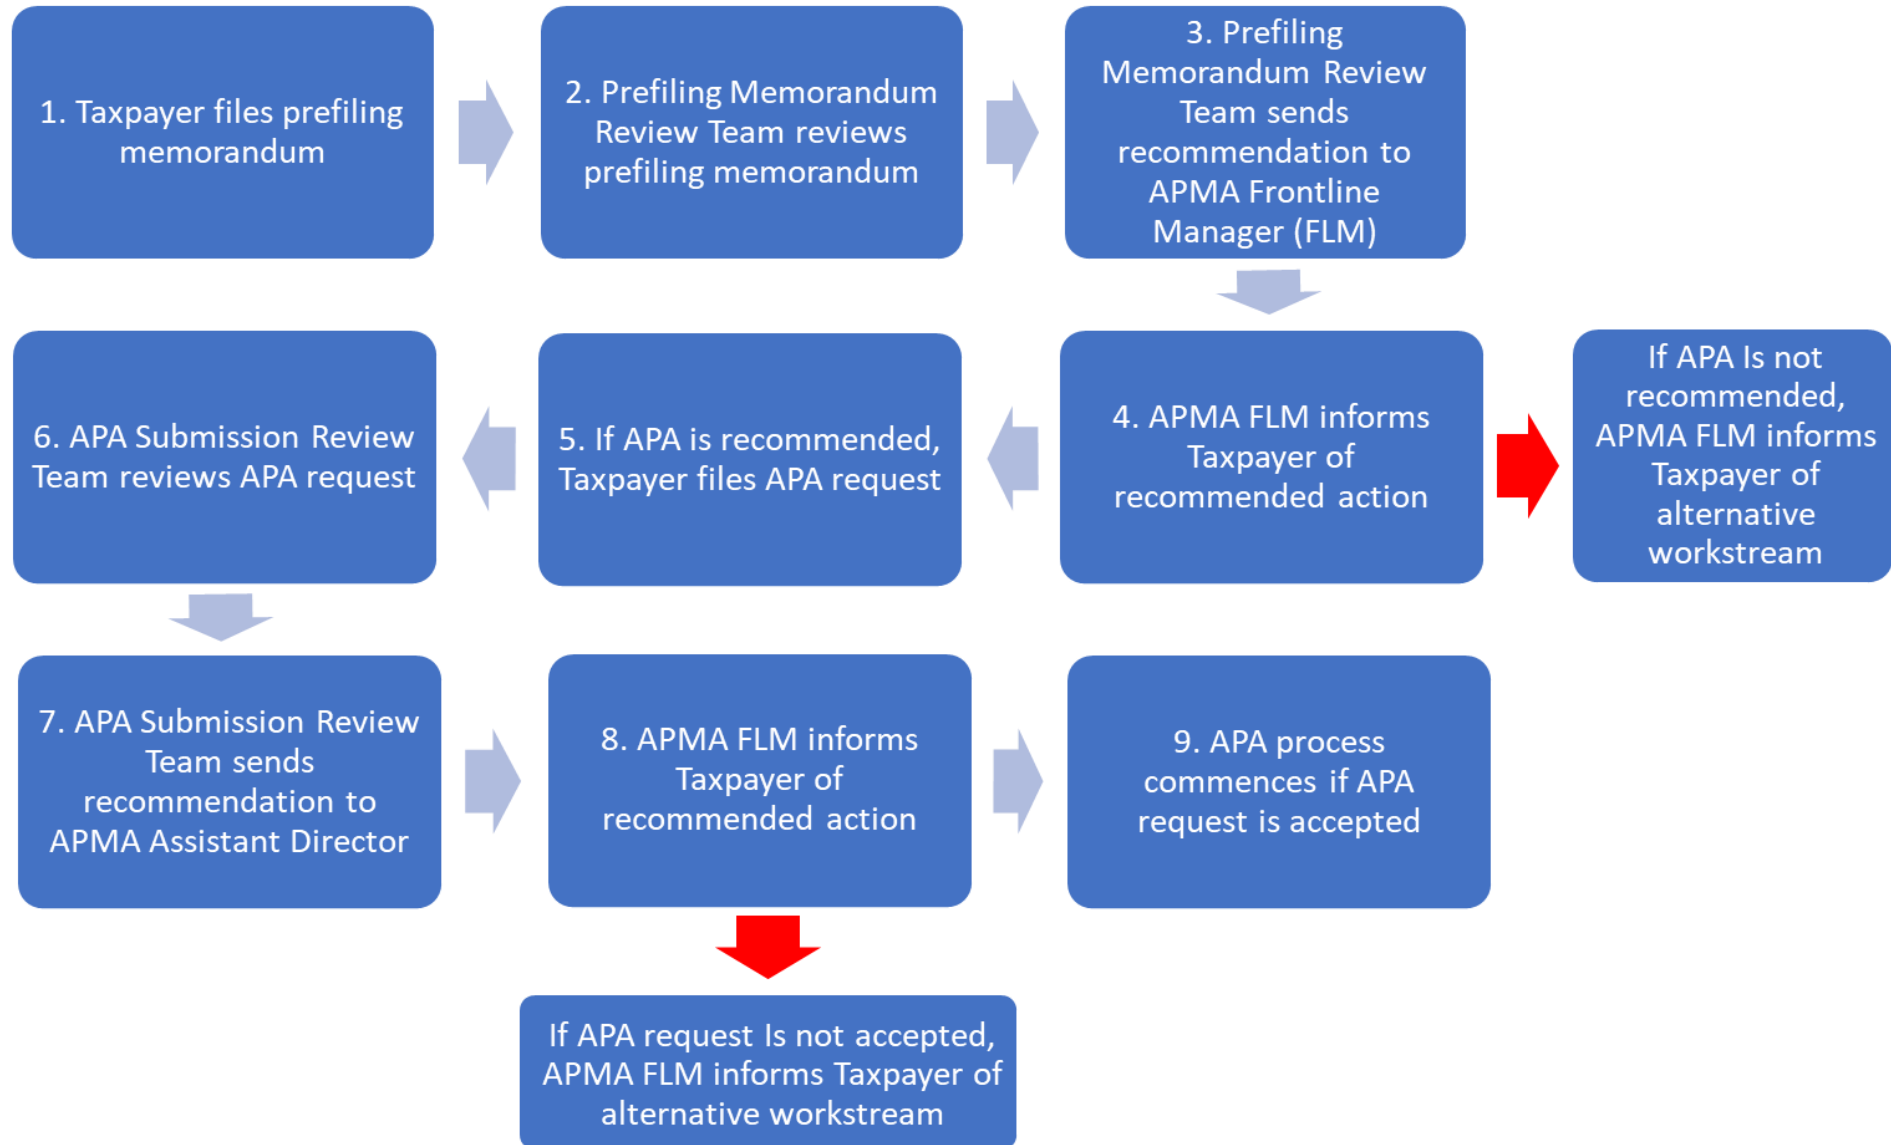 1. Taxpayer files prefiling
memorandum
2. Prefiling Memorandum
Review Team reviews
prefiling memorandum
3. Prefiling
Memorandum Review
Team sends
recommendation to
APMA Frontline
Manager (FLM)
4. APMA FLM informs
Taxpayer of
recommended action
If APA Is not
recommended,
APMA FLM informs
Taxpayer of
alternative
workstream
5. If APA is recommended,
Taxpayer files APA request
6. APA Submission Review
Team reviews APA request
7. APA Submission Review
Team sends
recommendation to
APMA Assistant Director
8. APMA FLM informs
Taxpayer of
recommended action
9. APA process
commences if APA
request is accepted
If APA request Is not accepted,
APMA FLM informs Taxpayer of
alternative workstream